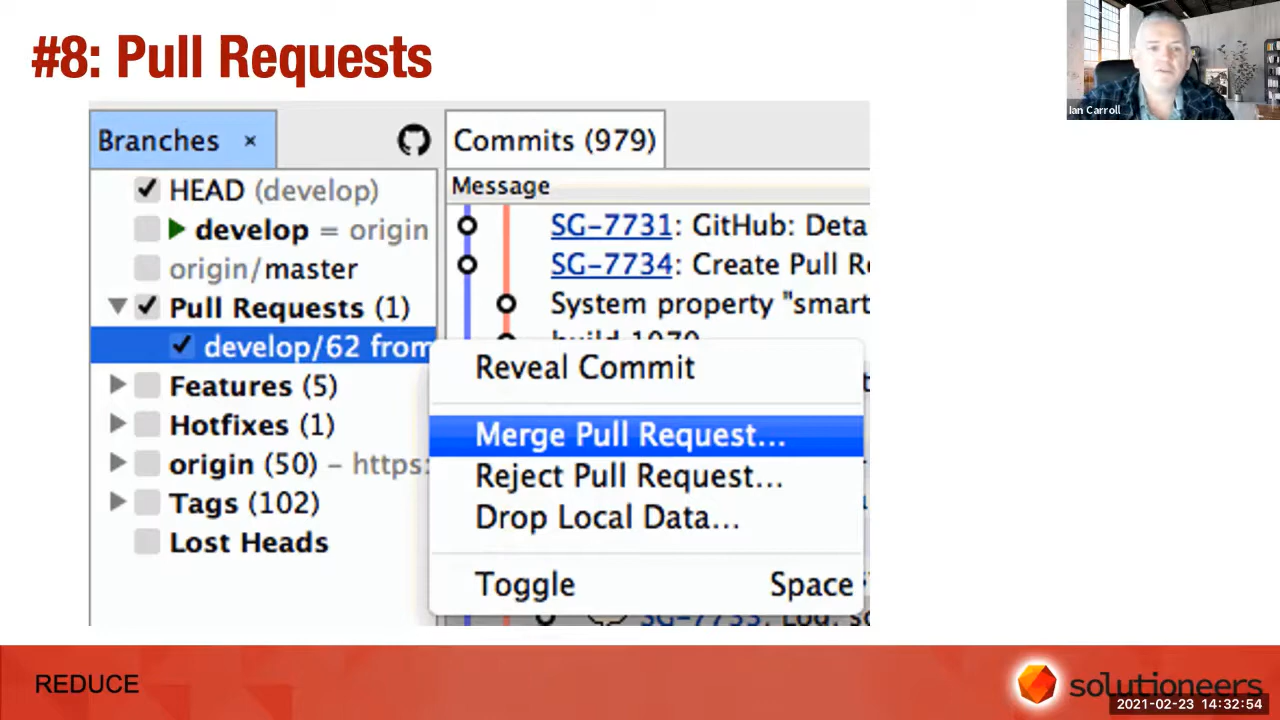 #8: Pull Requests
Ian Carroll
Branches ×
Commits (979)
Message
HEAD (develop)
develop = origin
origin/master
Pull Requests (1)
develop/62 from
Features (5)
Hotfixes (1)
origin (50) – https:
Tags (102)
Lost Heads
SG-7731: GitHub: Deta
SG-7734: Create Pull Re
System property "smart
build 1070
Reveal Commit
Merge Pull Request...
Reject Pull Request...
Drop Local Data...
Toggle Space
REDUCE
solutioneers
2021-02-23 14:32:54